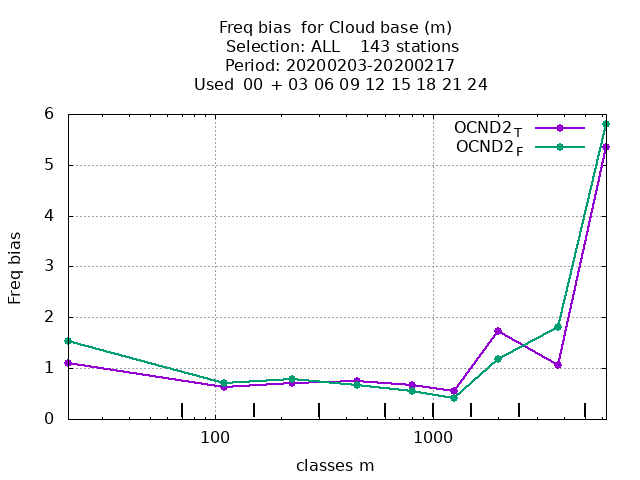 Freq bias  for Cloud base (m)
Selection: ALL    143 stations
Period: 20200203-20200217
Used  00 + 03 06 09 12 15 18 21 24
OCND2T
OCND2F
Freq bias
6
5
4
3
2
1
0
100
1000
classes m